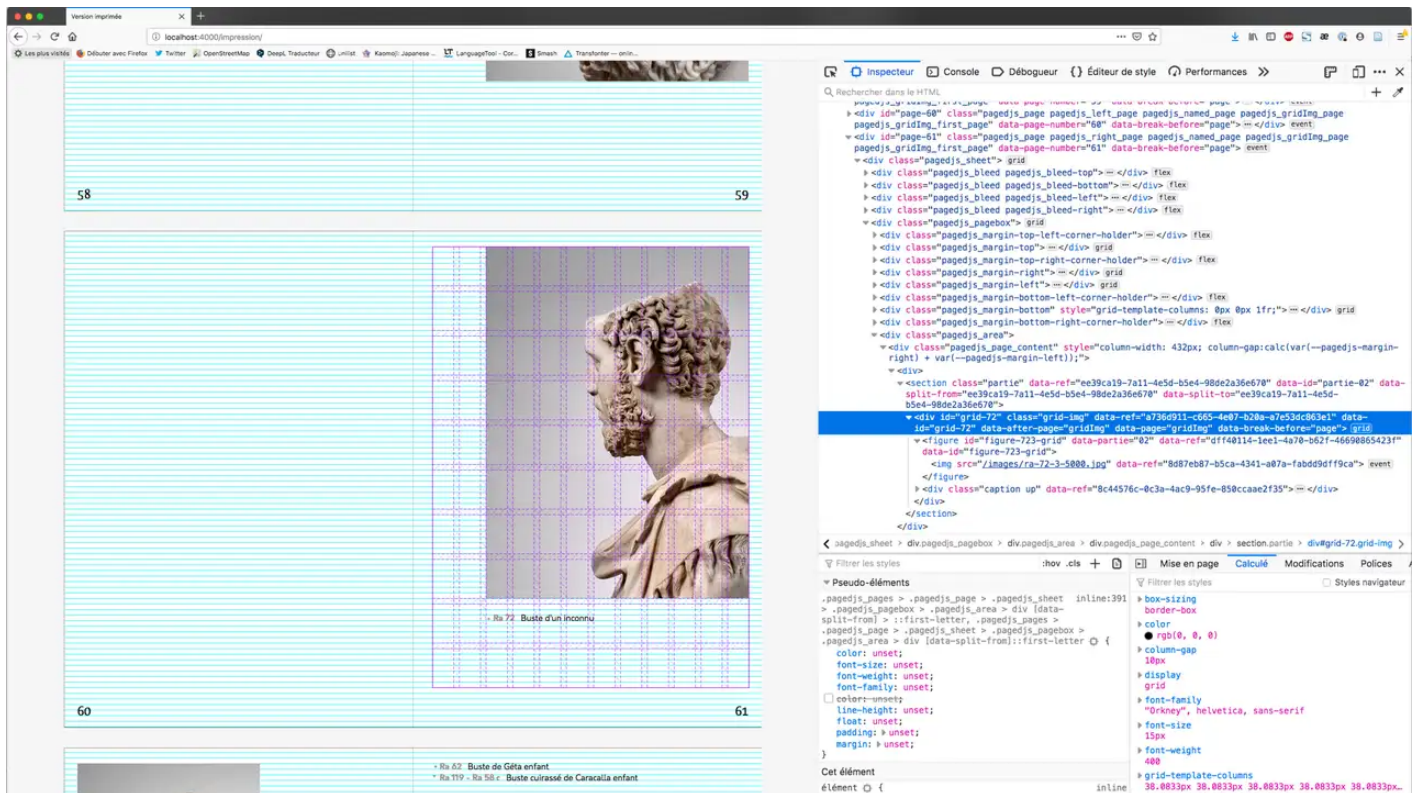 Version imprimée
localhost:4000/impression/
Les plus visités Débuter avec Firefox Twitter OpenStreetMap DeepL Traducteur Kaomoji: Japanese ... LanguageTool - Cor... Smash Transfonter — onlin...
58
59
Ra 72 Buste d'un inconnu
60
61
Ra 62 Buste de Géta enfant
Ra 119 - Ra 58 c Buste cuirassé de Caracalla enfant
Inspecteur Console Débogueur Éditeur de style Performances
Rechercher dans le HTML
pagedjs_gridImg_first_page" data-page-number="59" data-break-before="page"> ⋯ </div> event
<div id="page-60" class="pagedjs_page pagedjs_left_page pagedjs_named_page pagedjs_gridImg_page
pagedjs_gridImg_first_page" data-page-number="60" data-break-before="page"> ⋯ </div> event
<div id="page-61" class="pagedjs_page pagedjs_right_page pagedjs_named_page pagedjs_gridImg_page
pagedjs_gridImg_first_page" data-page-number="61" data-break-before="page"> event
<div class="pagedjs_sheet"> grid
<div class="pagedjs_bleed pagedjs_bleed-top"> ⋯ </div> flex
<div class="pagedjs_bleed pagedjs_bleed-bottom"> ⋯ </div> flex
<div class="pagedjs_bleed pagedjs_bleed-left"> ⋯ </div> flex
<div class="pagedjs_bleed pagedjs_bleed-right"> ⋯ </div> flex
<div class="pagedjs_pagebox"> grid
<div class="pagedjs_margin-top-left-corner-holder"> ⋯ </div> flex
<div class="pagedjs_margin-top"> ⋯ </div> grid
<div class="pagedjs_margin-top-right-corner-holder"> ⋯ </div> flex
<div class="pagedjs_margin-right"> ⋯ </div> grid
<div class="pagedjs_margin-left"> ⋯ </div> grid
<div class="pagedjs_margin-bottom-left-corner-holder"> ⋯ </div> flex
<div class="pagedjs_margin-bottom" style="grid-template-columns: 0px 0px 1fr;"> ⋯ </div> grid
<div class="pagedjs_margin-bottom-right-corner-holder"> ⋯ </div> flex
<div class="pagedjs_area">
<div class="pagedjs_page_content" style="column-width: 432px; column-gap:calc(var(--pagedjs-margin-
right) + var(--pagedjs-margin-left));">
<div>
<section class="partie" data-ref="ee39ca19-7a11-4e5d-b5e4-98de2a36e670" data-id="partie-02" data-
split-from="ee39ca19-7a11-4e5d-b5e4-98de2a36e670" data-split-to="ee39ca19-7a11-4e5d-
b5e4-98de2a36e670">
<div id="grid-72" class="grid-img" data-ref="a736d911-c665-4e07-b20a-a7e53dc863e1" data-
id="grid-72" data-after-page="gridImg" data-page="gridImg" data-break-before="page"> grid
<figure id="figure-723-grid" data-partie="02" data-ref="dff40114-1ee1-4a70-b62f-46690865423f"
data-id="figure-723-grid">
<img src="/images/ra-72-3-5000.jpg" data-ref="8d87eb87-b5ca-4341-a07a-fabdd9dff9ca"> event
</figure>
<div class="caption up" data-ref="8c44576c-0c3a-4ac9-95fe-850ccaae2f35"> ⋯ </div>
</div>
</section>
</div>
pagedjs_sheet > div.pagedjs_pagebox > div.pagedjs_area > div.pagedjs_page_content > div > section.partie > div#grid-72.grid-img
Filtrer les styles :hov .cls +
Pseudo-éléments
.pagedjs_pages > .pagedjs_page > .pagedjs_sheet inline:391
> .pagedjs_pagebox > .pagedjs_area > div [data-
split-from] > ::first-letter, .pagedjs_pages >
.pagedjs_page > .pagedjs_sheet > .pagedjs_pagebox >
.pagedjs_area > div [data-split-from]::first-letter {
color: unset;
font-size: unset;
font-weight: unset;
font-family: unset;
color: unset;
line-height: unset;
float: unset;
padding: unset;
margin: unset;
}
Cet élément
élément { inline
Mise en page Calculé Modifications Polices
Filtrer les styles Styles navigateur
box-sizing
border-box
color
rgb(0, 0, 0)
column-gap
10px
display
grid
font-family
"Orkney", helvetica, sans-serif
font-size
15px
font-weight
400
grid-template-columns
38.0833px 38.0833px 38.0833px 38.0833px 38.0833px...